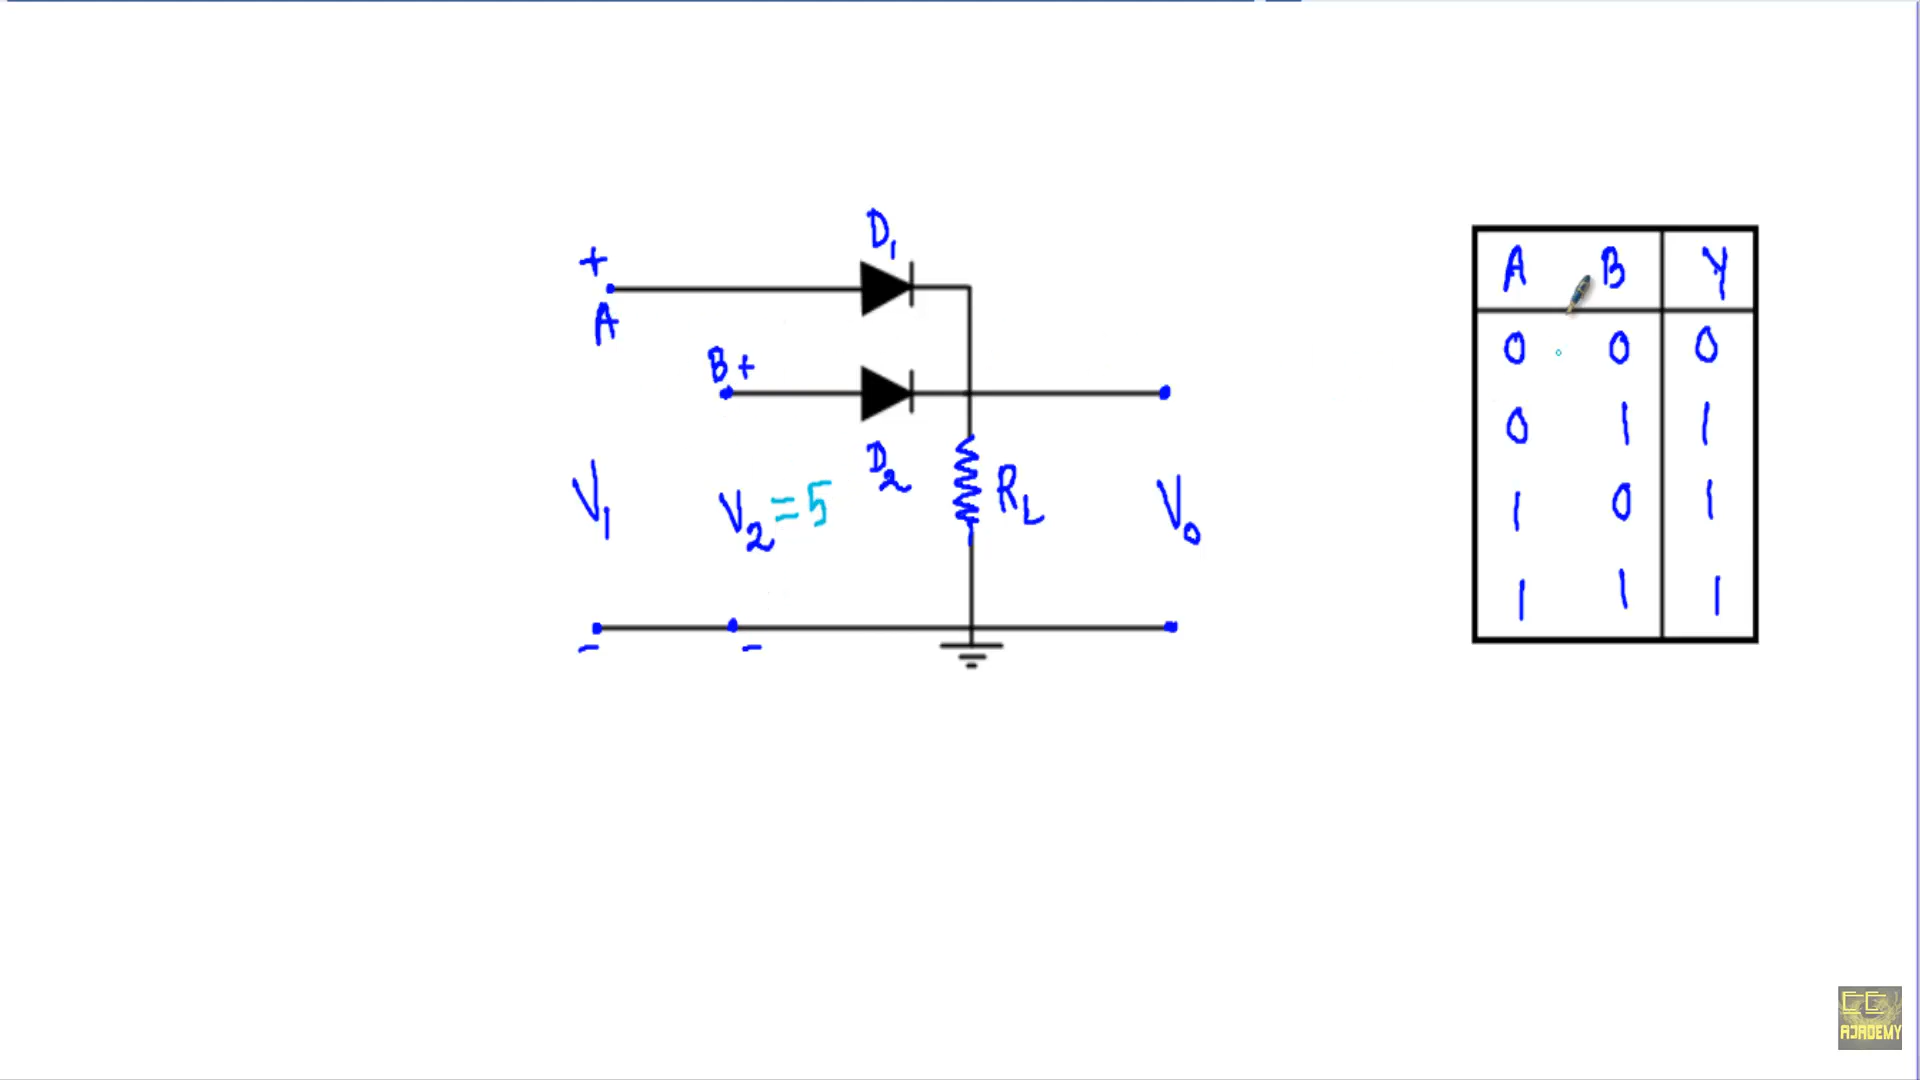 D1
+
A
B +
D2
V1
V2 = 5
RL
Vo
-
-
A B Y
0 0 0
0 1 1
1 0 1
1 1 1
EE
ACADEMY